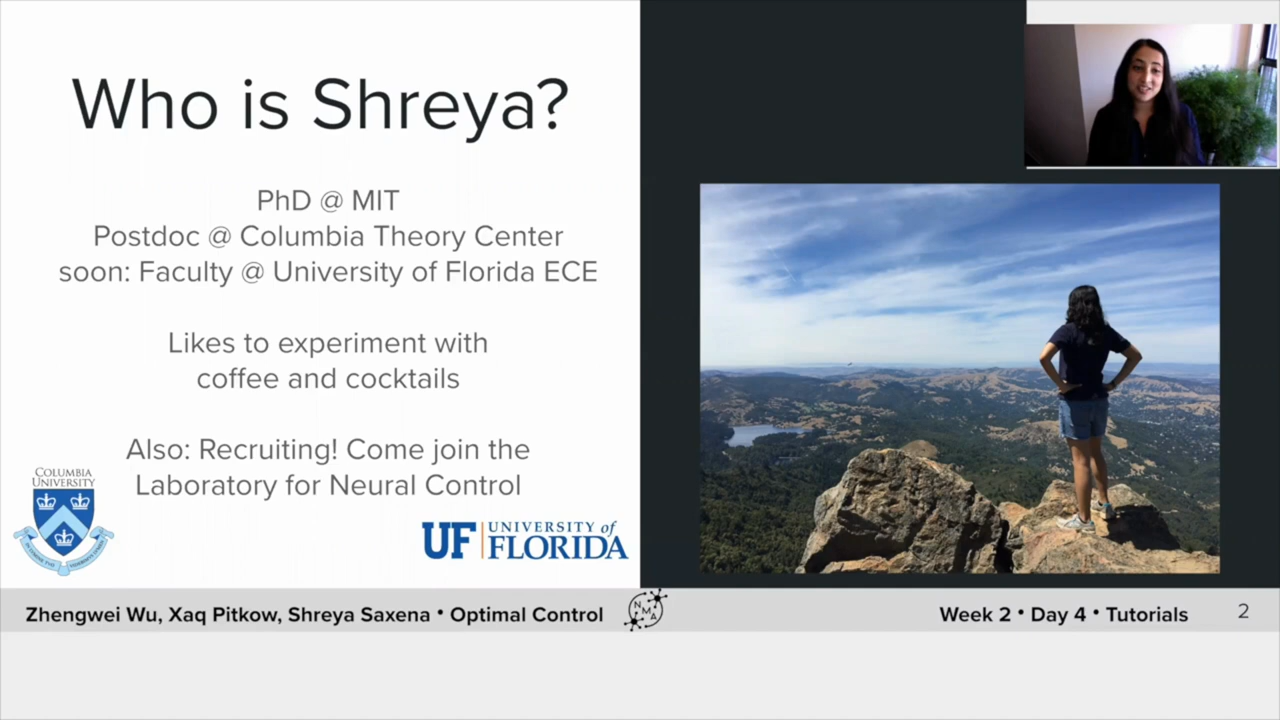 Who is Shreya?
PhD @ MIT
Postdoc @ Columbia Theory Center
soon: Faculty @ University of Florida ECE
Likes to experiment with
coffee and cocktails
Also: Recruiting! Come join the
Laboratory for Neural Control
COLUMBIA
UNIVERSITY
UF UNIVERSITY of
FLORIDA
Zhengwei Wu, Xaq Pitkow, Shreya Saxena • Optimal Control
NMA
Week 2 • Day 4 • Tutorials
2